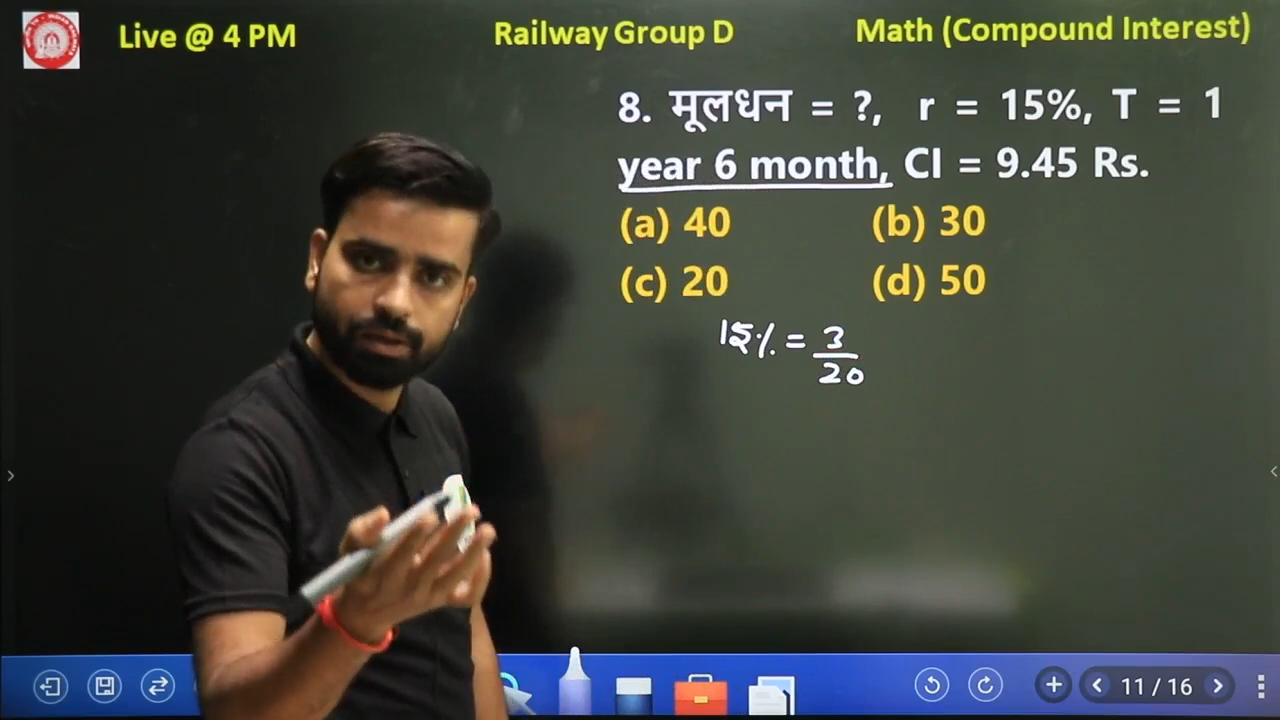 Live @ 4 PM Railway Group D Math (Compound Interest)
8. मूलधन = ?, r = 15%, T = 1
year 6 month, CI = 9.45 Rs.
(a) 40 (b) 30
(c) 20 (d) 50
15% = 3/20
11 / 16